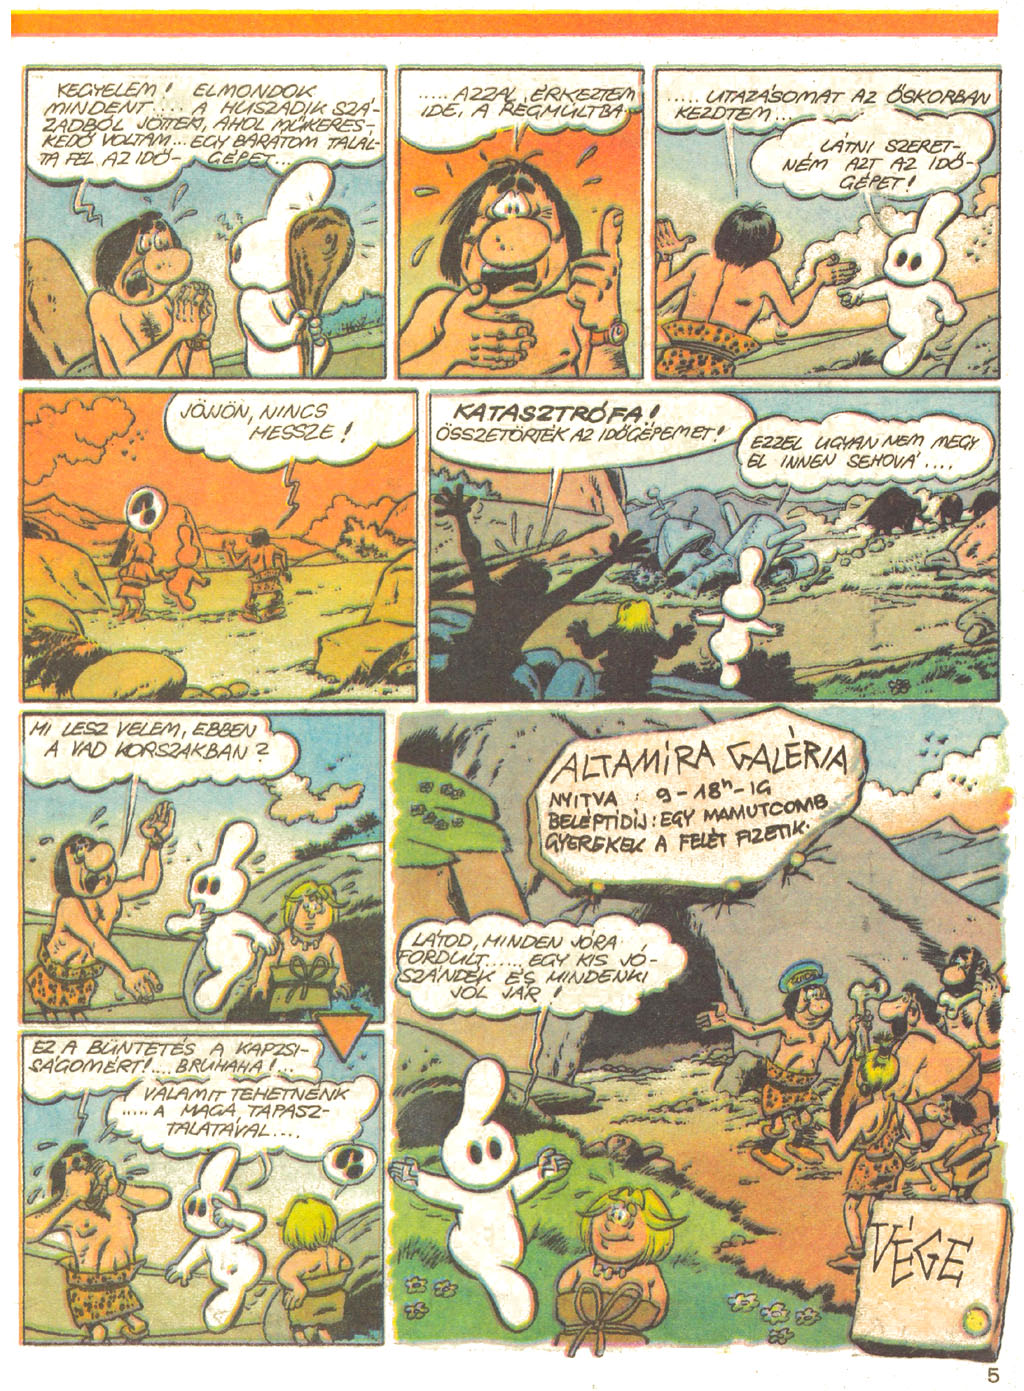 KEGYELEM! ELMONDOK
MINDENT.... A HUSZADIK SZÁ-
ZADBÓL JÖTTEK, AHOL MŰKERES-
KEDŐ VOLTAM... EGY BARÁTOM TALÁL-
TA FEL AZ IDŐ-GÉPET...
..... AZZAL ÉRKEZTEM
IDE, A RÉGMÚLTBA
..... UTAZÁSOMAT AZ ŐSKORBAN
KEZDTEM...
LÁTNI SZERET-
NÉM AZT AZ IDŐ-
GÉPET!
JÖJJÖN, NINCS
MESSZE!
KATASZTRÓFA!
ÖSSZETÖRTÉK AZ IDŐGÉPEMET!
EZZEL UGYAN NEM MEGY
EL INNEN SEHOVÁ....
MI LESZ VELEM, EBBEN
A VAD KORSZAKBAN?
EZ A BÜNTETÉS A KAPZSI-
SÁGOMÉRT!... BRUHAHA!...
VALAMIT TEHETNÉNK
..... A MAGA TAPASZ-
TALATÁVAL....
ALTAMIRA GALÉRIA
NYITVA: 9-18h-IG
BELÉPTIDÍJ: EGY MAMUTCOMB
GYEREKEK A FELÉT FIZETIK.
LÁTOD, MINDEN JÓRA
FORDULT...... EGY KIS JÓ-
SZÁNDÉK ÉS MINDENKI
JÓL JÁR!
VÉGE
5